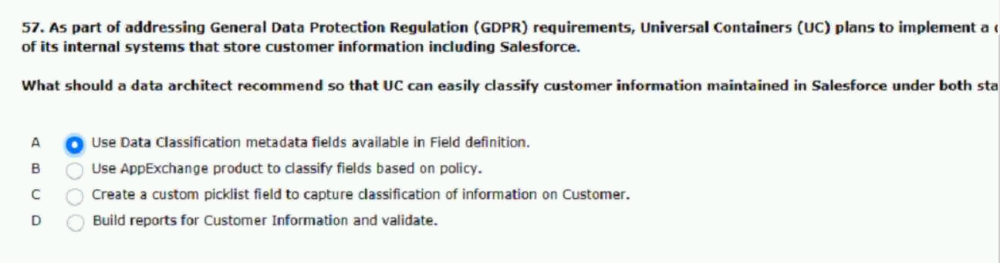 57. As part of addressing General Data Protection Regulation (GDPR) requirements, Universal Containers (UC) plans to implement a
of its internal systems that store customer information including Salesforce.
What should a data architect recommend so that UC can easily classify customer information maintained in Salesforce under both sta
A Use Data Classification metadata fields available in Field definition.
B Use AppExchange product to classify fields based on policy.
C Create a custom picklist field to capture classification of information on Customer.
D Build reports for Customer Information and validate.